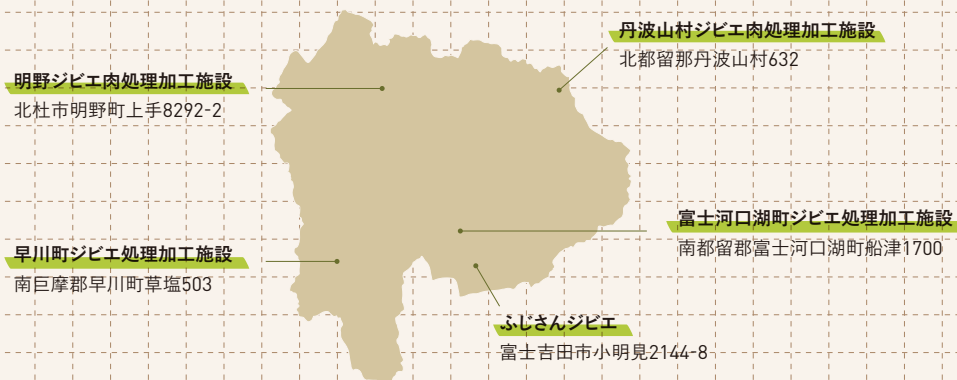 丹波山村ジビエ肉処理加工施設
北都留那丹波山村632
明野ジビエ肉処理加工施設
北杜市明野町上手8292-2
富士河口湖町ジビエ処理加工施設
南都留郡富士河口湖町船津1700
早川町ジビエ処理加工施設
南巨摩郡早川町草塩503
ふじさんジビエ
富士吉田市小明見2144-8